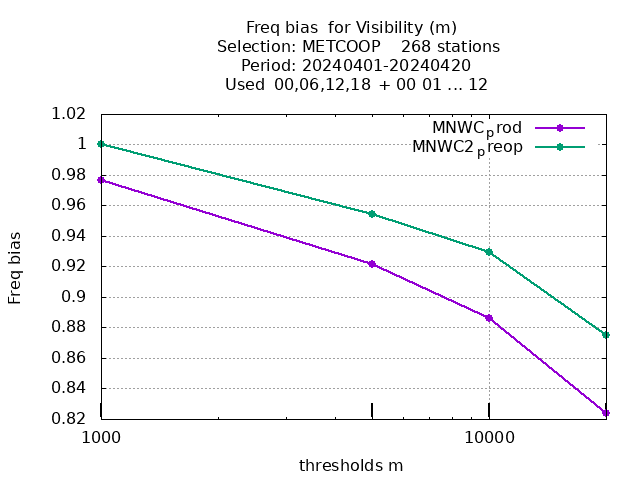 Freq bias  for Visibility (m)
Selection: METCOOP    268 stations
Period: 20240401-20240420
Used  00,06,12,18 + 00 01 ... 12
MNWCprod
MNWC2preop
1.02
1
0.98
0.96
0.94
0.92
0.9
0.88
0.86
0.84
0.82
Freq bias
1000
10000
thresholds m